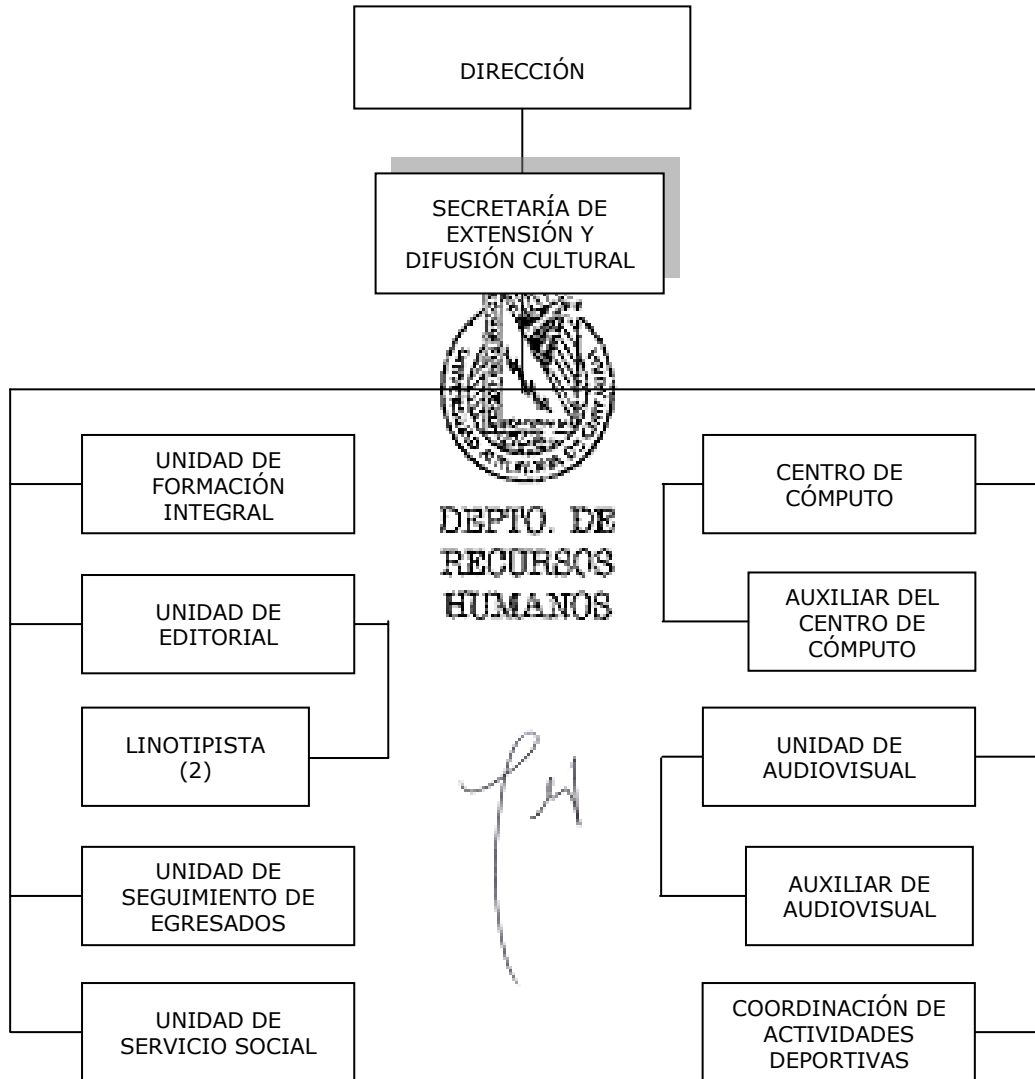 DIRECCIÓN
SECRETARÍA DE
EXTENSIÓN Y
DIFUSIÓN CULTURAL
UNIDAD DE
FORMACIÓN
INTEGRAL
UNIDAD DE
EDITORIAL
LINOTIPISTA
(2)
UNIDAD DE
SEGUIMIENTO DE
EGRESADOS
UNIDAD DE
SERVICIO SOCIAL
DEPTO. DE
RECURSOS
HUMANOS
CENTRO DE
CÓMPUTO
AUXILIAR DEL
CENTRO DE
CÓMPUTO
UNIDAD DE
AUDIOVISUAL
AUXILIAR DE
AUDIOVISUAL
COORDINACIÓN DE
ACTIVIDADES
DEPORTIVAS